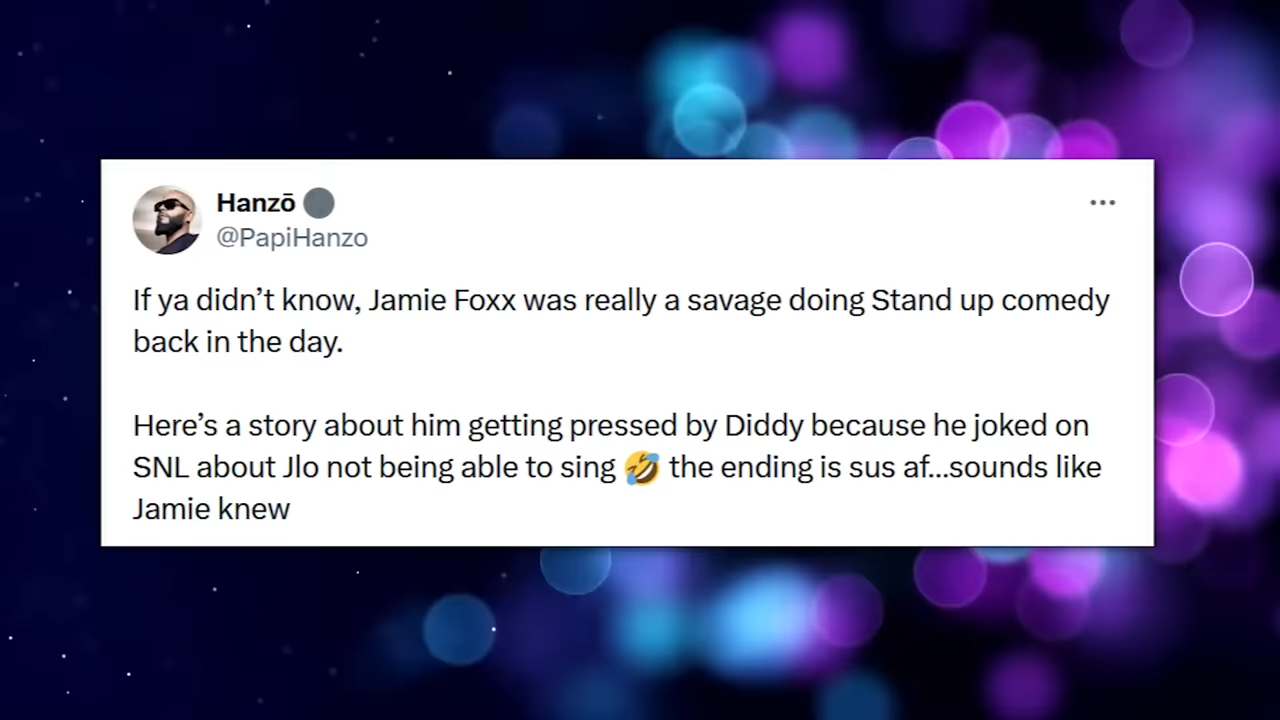 Hanzō
@PapiHanzo
If ya didn’t know, Jamie Foxx was really a savage doing Stand up comedy
back in the day.
Here’s a story about him getting pressed by Diddy because he joked on
SNL about Jlo not being able to sing 🤣 the ending is sus af...sounds like
Jamie knew